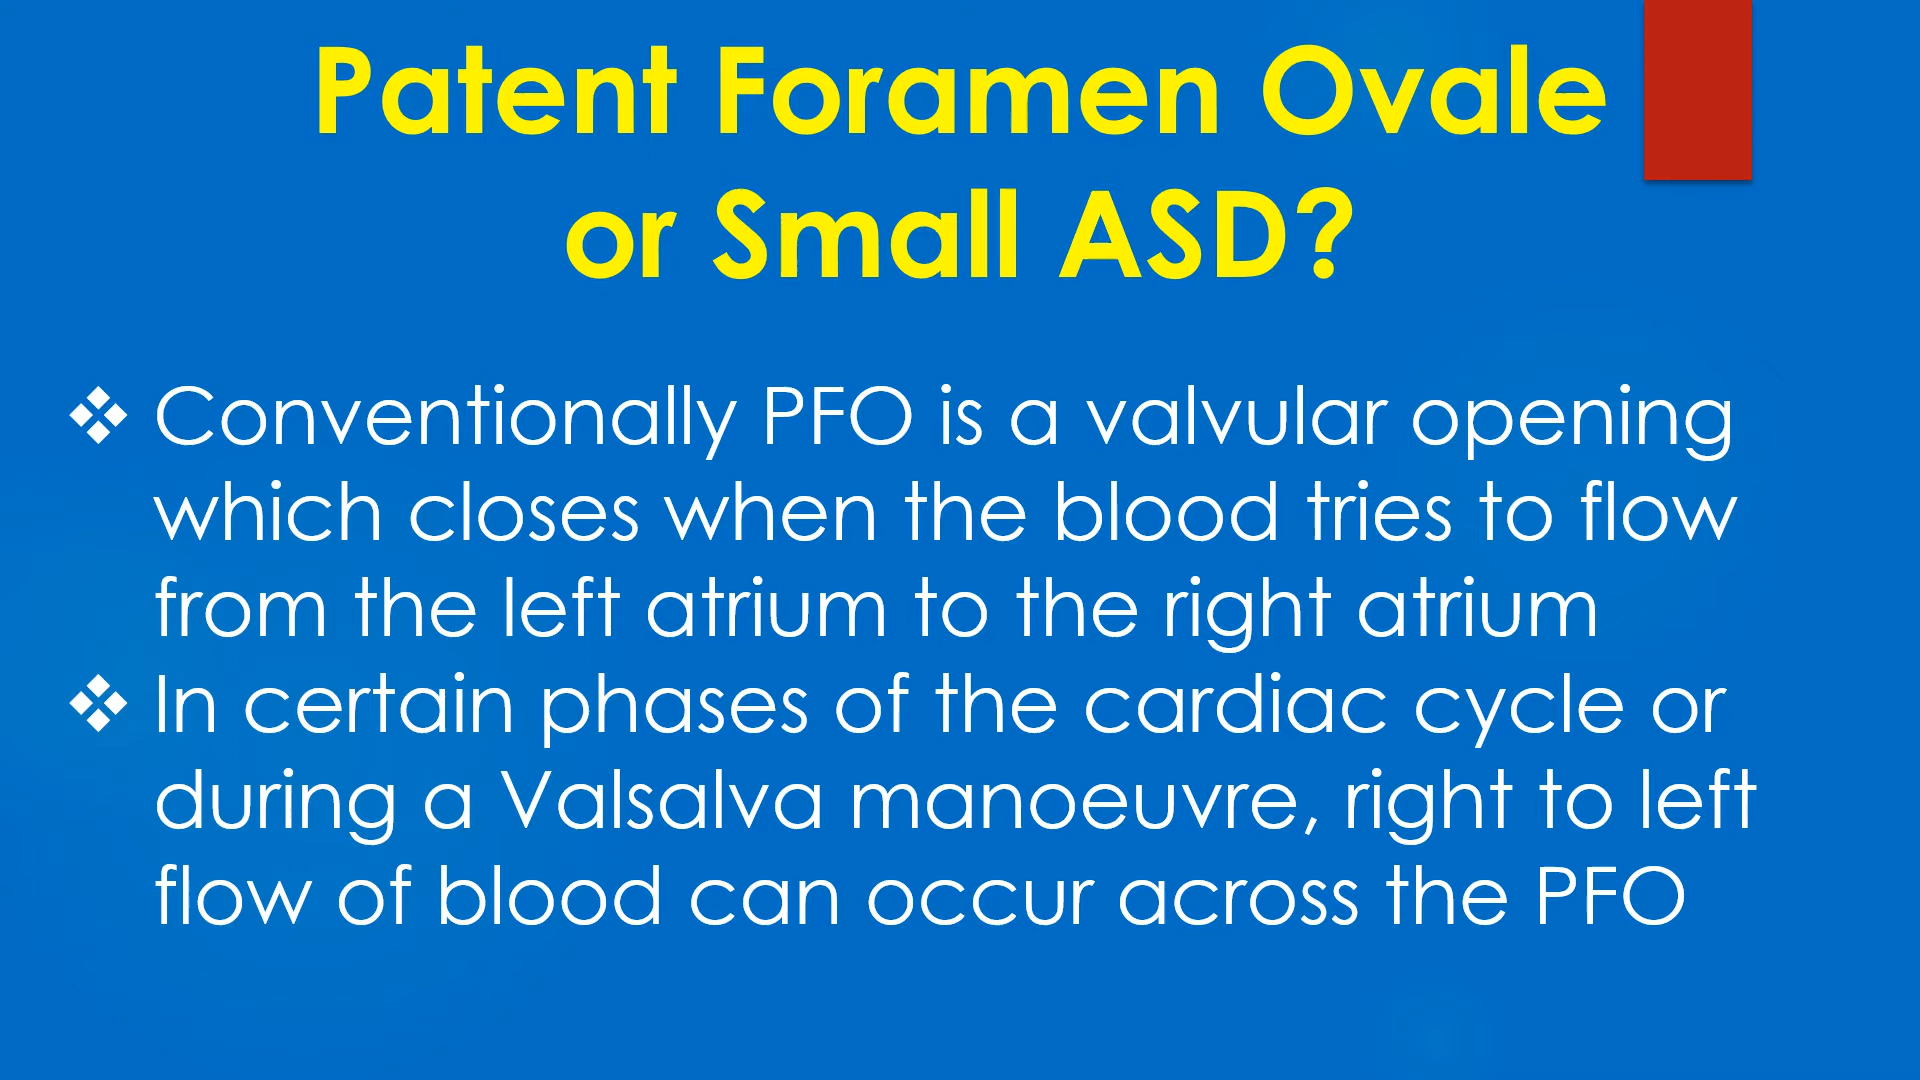 Patent Foramen Ovale
or Small ASD?
❖ Conventionally PFO is a valvular opening
which closes when the blood tries to flow
from the left atrium to the right atrium
❖ In certain phases of the cardiac cycle or
during a Valsalva manoeuvre, right to left
flow of blood can occur across the PFO